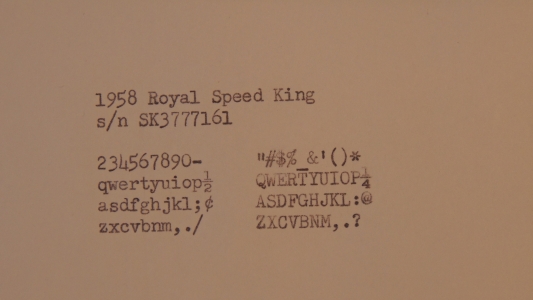 1958 Royal Speed King
s/n SK3777161
234567890- "#$%_&'()*
qwertyuiop½ QWERTYUIOP¼
asdfghjkl;¢ ASDFGHJKL:@
zxcvbnm,./ ZXCVBNM,.?